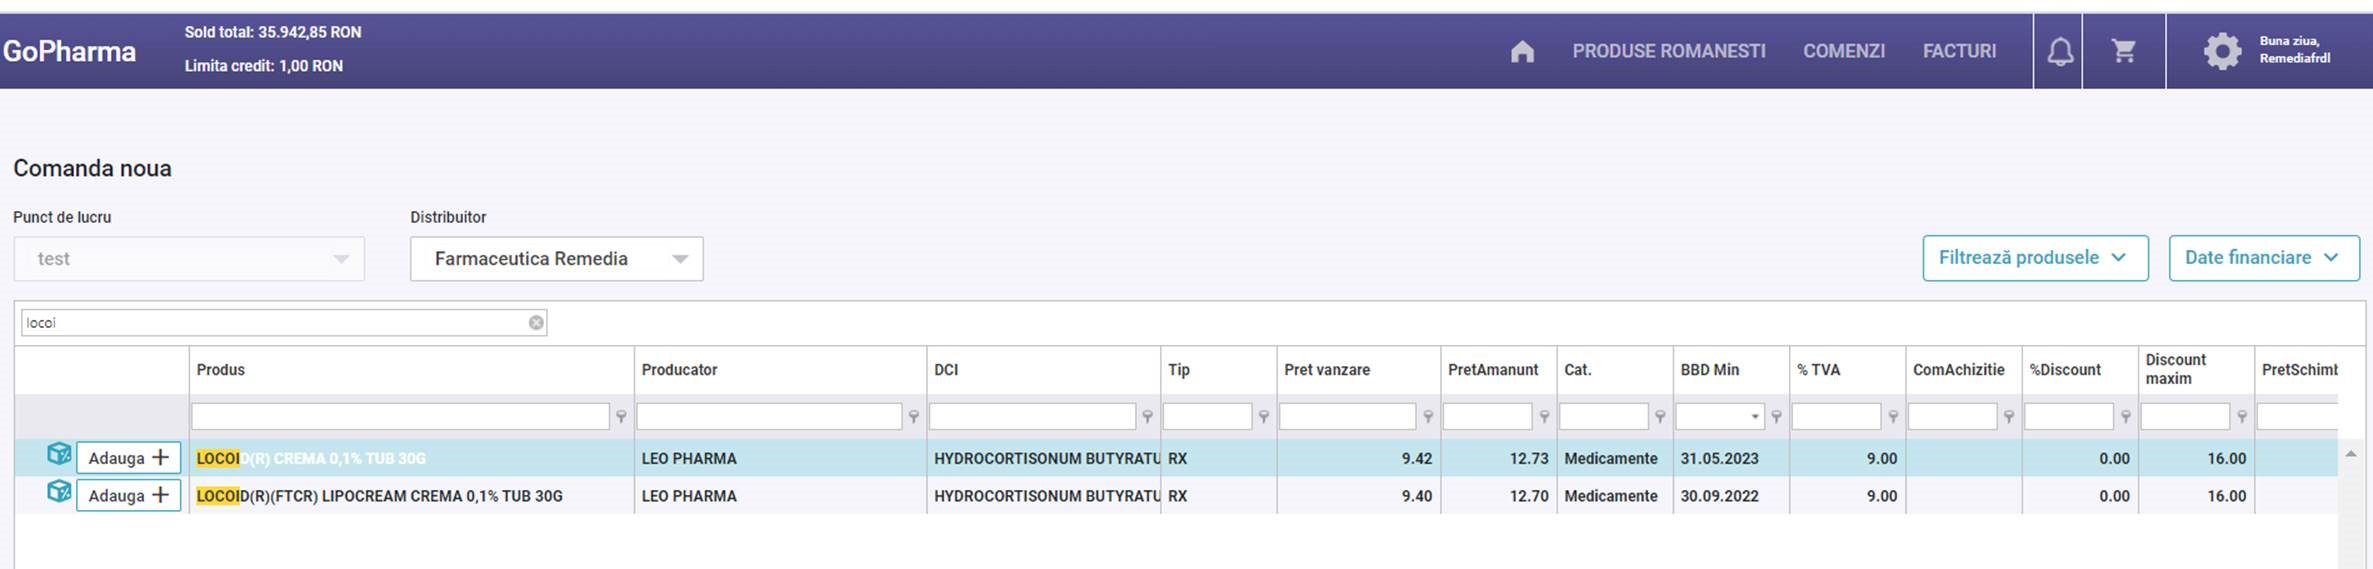 GoPharma
Sold total: 35.942,85 RON
Limita credit: 1,00 RON
PRODUSE ROMANESTI COMENZI FACTURI
Buna ziua,
Remediafrdl
Comanda noua
Punct de lucru Distribuitor
test Farmaceutica Remedia Filtrează produsele Date financiare
locoi
Produs Producator DCI Tip Pret vanzare PretAmanunt Cat. BBD Min % TVA ComAchizitie %Discount Discount maxim PretSchimb
Adauga + LOCOID(R) CREMA 0,1% TUB 30G LEO PHARMA HYDROCORTISONUM BUTYRATU RX 9.42 12.73 Medicamente 31.05.2023 9.00 0.00 16.00
Adauga + LOCOID(R)(FTCR) LIPOCREAM CREMA 0,1% TUB 30G LEO PHARMA HYDROCORTISONUM BUTYRATU RX 9.40 12.70 Medicamente 30.09.2022 9.00 0.00 16.00